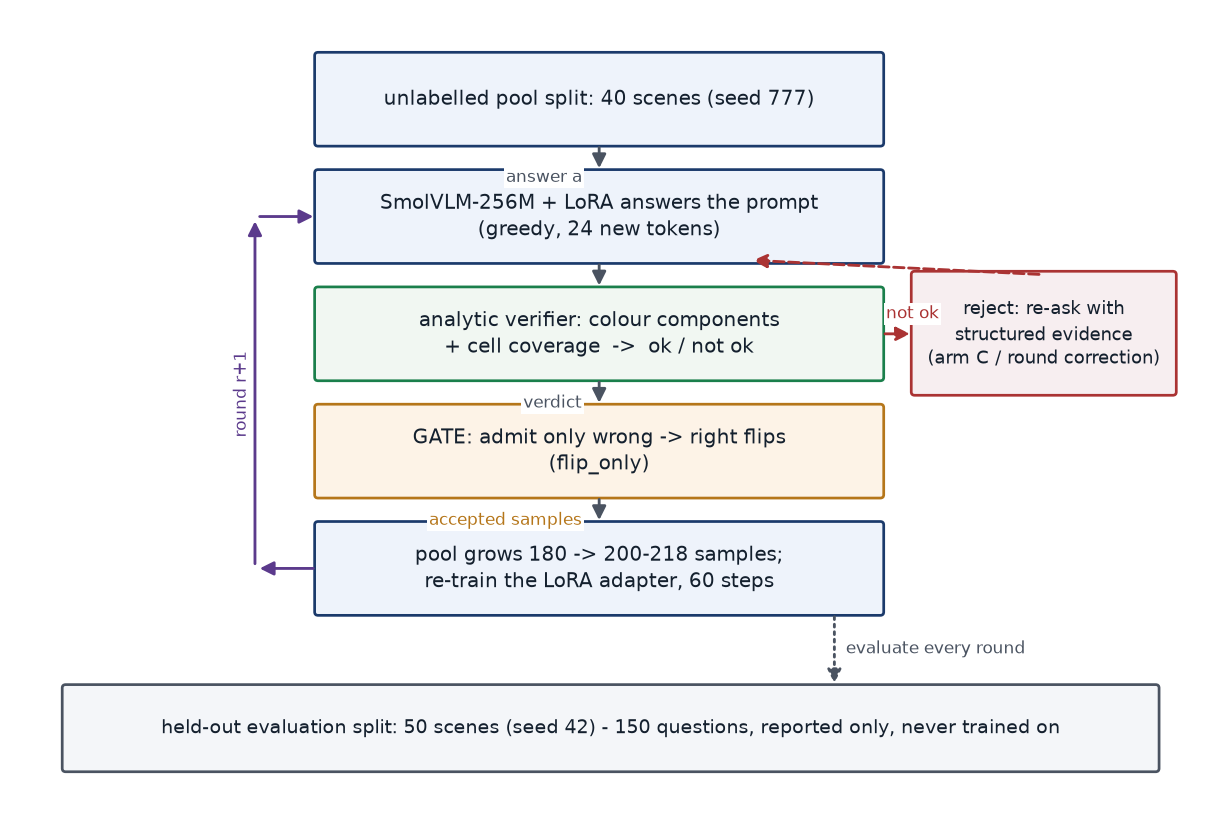 unlabelled pool split: 40 scenes (seed 777)
answer a
SmolVLM-256M + LoRA answers the prompt
(greedy, 24 new tokens)
analytic verifier: colour components
+ cell coverage  ->  ok / not ok
not ok
reject: re-ask with
structured evidence
(arm C / round correction)
verdict
GATE: admit only wrong -> right flips
(flip_only)
round r+1
accepted samples
pool grows 180 -> 200-218 samples;
re-train the LoRA adapter, 60 steps
evaluate every round
held-out evaluation split: 50 scenes (seed 42) - 150 questions, reported only, never trained on